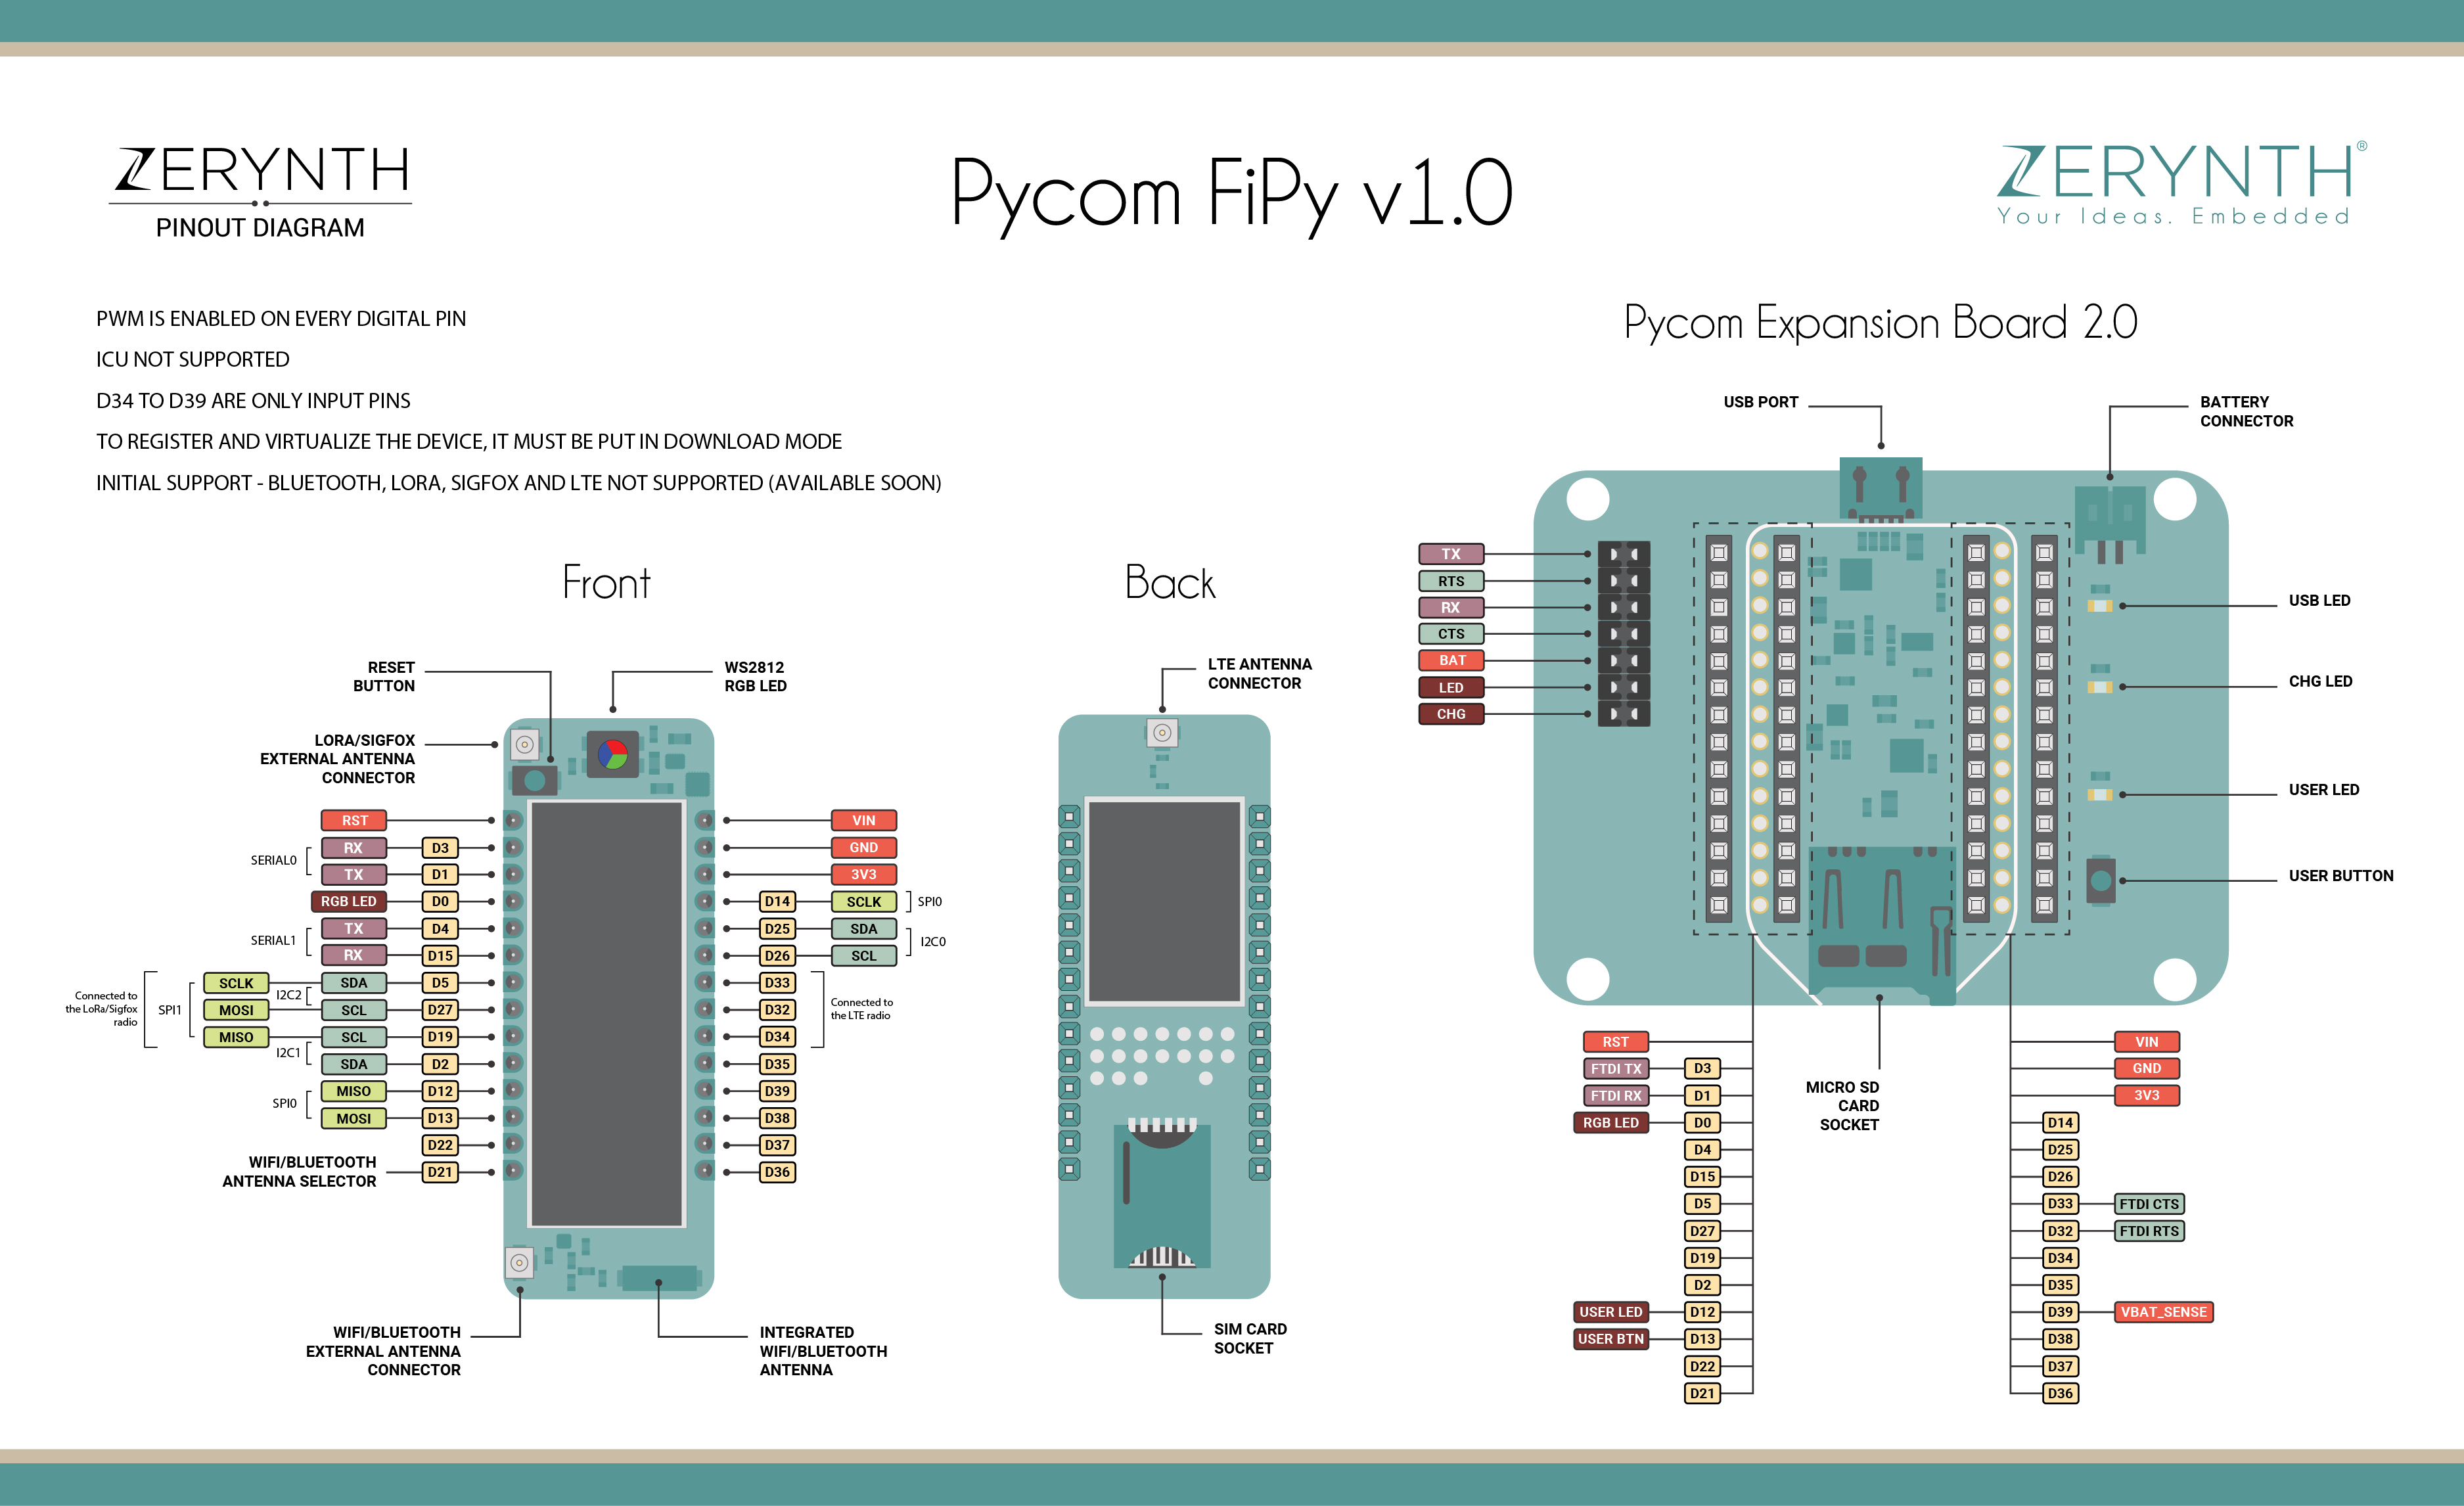 ZERYNTH
PINOUT DIAGRAM
Pycom FiPy v1.0
ZERYNTH®
Your Ideas. Embedded
PWM IS ENABLED ON EVERY DIGITAL PIN
ICU NOT SUPPORTED
D34 TO D39 ARE ONLY INPUT PINS
TO REGISTER AND VIRTUALIZE THE DEVICE, IT MUST BE PUT IN DOWNLOAD MODE
INITIAL SUPPORT - BLUETOOTH, LORA, SIGFOX AND LTE NOT SUPPORTED (AVAILABLE SOON)
Front
RESET
BUTTON
WS2812
RGB LED
LORA/SIGFOX
EXTERNAL ANTENNA
CONNECTOR
RST
SERIAL0
RX D3
TX D1
RGB LED D0
SERIAL1
TX D4
RX D15
Connected to
the LoRa/Sigfox
radio
SPI1
SCLK SDA D5
I2C2
MOSI SCL D27
MISO SCL D19
I2C1
SDA D2
SPI0
MISO D12
MOSI D13
D22
WIFI/BLUETOOTH
ANTENNA SELECTOR
D21
VIN
GND
3V3
D14 SCLK SPI0
D25 SDA
I2C0
D26 SCL
D33
D32
D34
Connected to
the LTE radio
D35
D39
D38
D37
D36
WIFI/BLUETOOTH
EXTERNAL ANTENNA
CONNECTOR
INTEGRATED
WIFI/BLUETOOTH
ANTENNA
Back
LTE ANTENNA
CONNECTOR
SIM CARD
SOCKET
Pycom Expansion Board 2.0
USB PORT
BATTERY
CONNECTOR
TX
RTS
RX
CTS
BAT
LED
CHG
USB LED
CHG LED
USER LED
USER BUTTON
MICRO SD
CARD
SOCKET
RST
FTDI TX D3
FTDI RX D1
RGB LED D0
D4
D15
D5
D27
D19
D2
USER LED D12
USER BTN D13
D22
D21
VIN
GND
3V3
D14
D25
D26
D33 FTDI CTS
D32 FTDI RTS
D34
D35
D39 VBAT_SENSE
D38
D37
D36